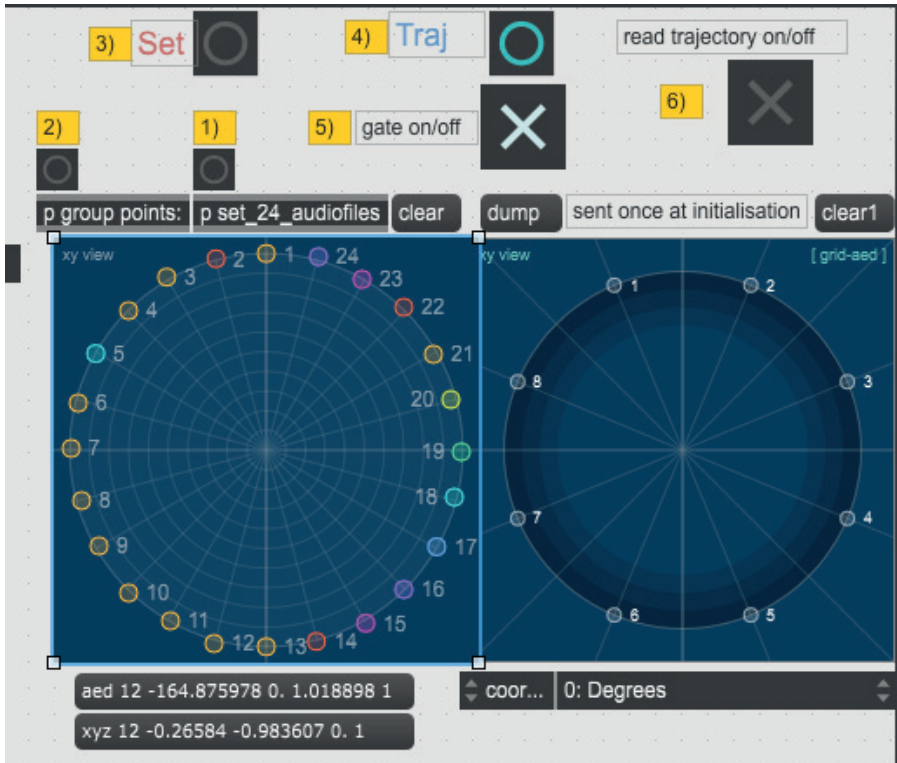 3) Set
4) Traj
read trajectory on/off
2)
1)
5) gate on/off
6)
p group points:
p set_24_audiofiles
clear
dump
sent once at initialisation
clear1
xy view
1
2
3
4
5
6
7
8
9
10
11
12
13
14
15
16
17
18
19
20
21
22
23
24
xy view
[ grid-aed ]
1
2
3
4
5
6
7
8
aed 12 -164.875978 0. 1.018898 1
xyz 12 -0.26584 -0.983607 0. 1
coor...
0: Degrees